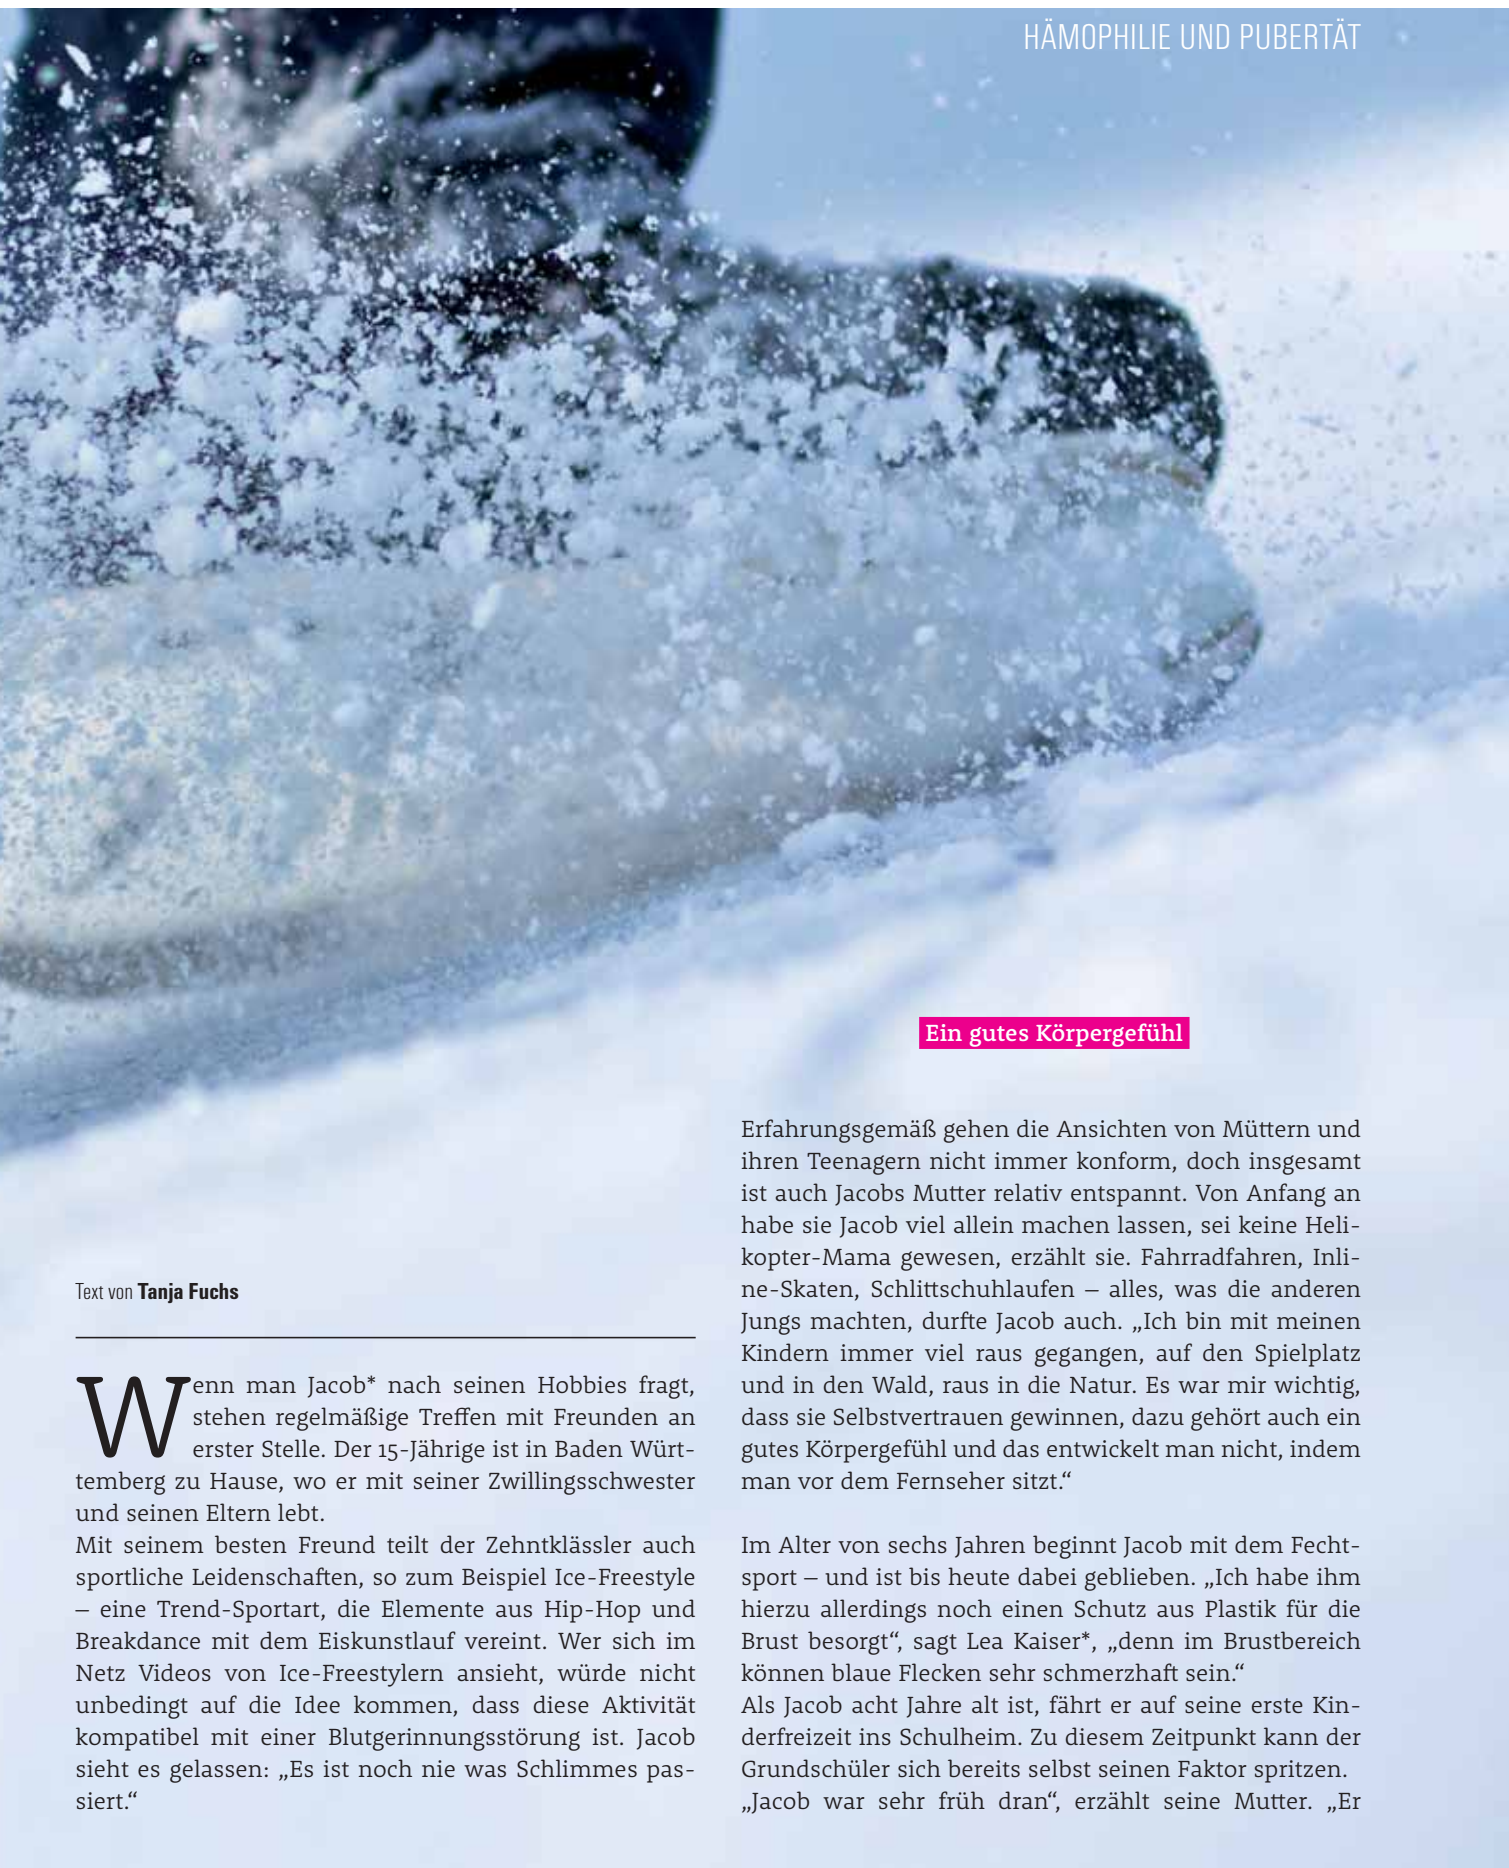 HÄMOPHILIE UND PUBERTÄT
Text von Tanja Fuchs
Wenn man Jacob* nach seinen Hobbies fragt,
stehen regelmäßige Treffen mit Freunden an
erster Stelle. Der 15-Jährige ist in Baden Würt-
temberg zu Hause, wo er mit seiner Zwillingsschwester
und seinen Eltern lebt.
Mit seinem besten Freund teilt der Zehntklässler auch
sportliche Leidenschaften, so zum Beispiel Ice-Freestyle
– eine Trend-Sportart, die Elemente aus Hip-Hop und
Breakdance mit dem Eiskunstlauf vereint. Wer sich im
Netz Videos von Ice-Freestylern ansieht, würde nicht
unbedingt auf die Idee kommen, dass diese Aktivität
kompatibel mit einer Blutgerinnungsstörung ist. Jacob
sieht es gelassen: „Es ist noch nie was Schlimmes pas-
siert.“
Ein gutes Körpergefühl
Erfahrungsgemäß gehen die Ansichten von Müttern und
ihren Teenagern nicht immer konform, doch insgesamt
ist auch Jacobs Mutter relativ entspannt. Von Anfang an
habe sie Jacob viel allein machen lassen, sei keine Heli-
kopter-Mama gewesen, erzählt sie. Fahrradfahren, Inli-
ne-Skaten, Schlittschuhlaufen – alles, was die anderen
Jungs machten, durfte Jacob auch. „Ich bin mit meinen
Kindern immer viel raus gegangen, auf den Spielplatz
und in den Wald, raus in die Natur. Es war mir wichtig,
dass sie Selbstvertrauen gewinnen, dazu gehört auch ein
gutes Körpergefühl und das entwickelt man nicht, indem
man vor dem Fernseher sitzt.“
Im Alter von sechs Jahren beginnt Jacob mit dem Fecht-
sport – und ist bis heute dabei geblieben. „Ich habe ihm
hierzu allerdings noch einen Schutz aus Plastik für die
Brust besorgt“, sagt Lea Kaiser*, „denn im Brustbereich
können blaue Flecken sehr schmerzhaft sein.“
Als Jacob acht Jahre alt ist, fährt er auf seine erste Kin-
derfreizeit ins Schulheim. Zu diesem Zeitpunkt kann der
Grundschüler sich bereits selbst seinen Faktor spritzen.
„Jacob war sehr früh dran“, erzählt seine Mutter. „Er